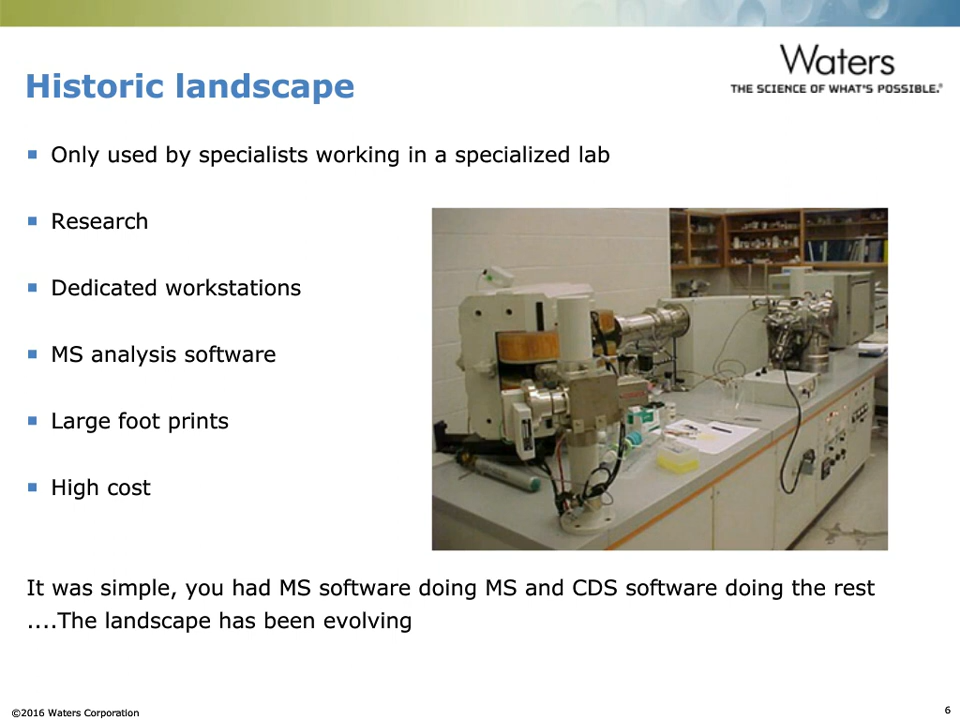 Waters
THE SCIENCE OF WHAT'S POSSIBLE.®
Historic landscape
Only used by specialists working in a specialized lab
Research
Dedicated workstations
MS analysis software
Large foot prints
High cost
It was simple, you had MS software doing MS and CDS software doing the rest
....The landscape has been evolving
©2016 Waters Corporation
6